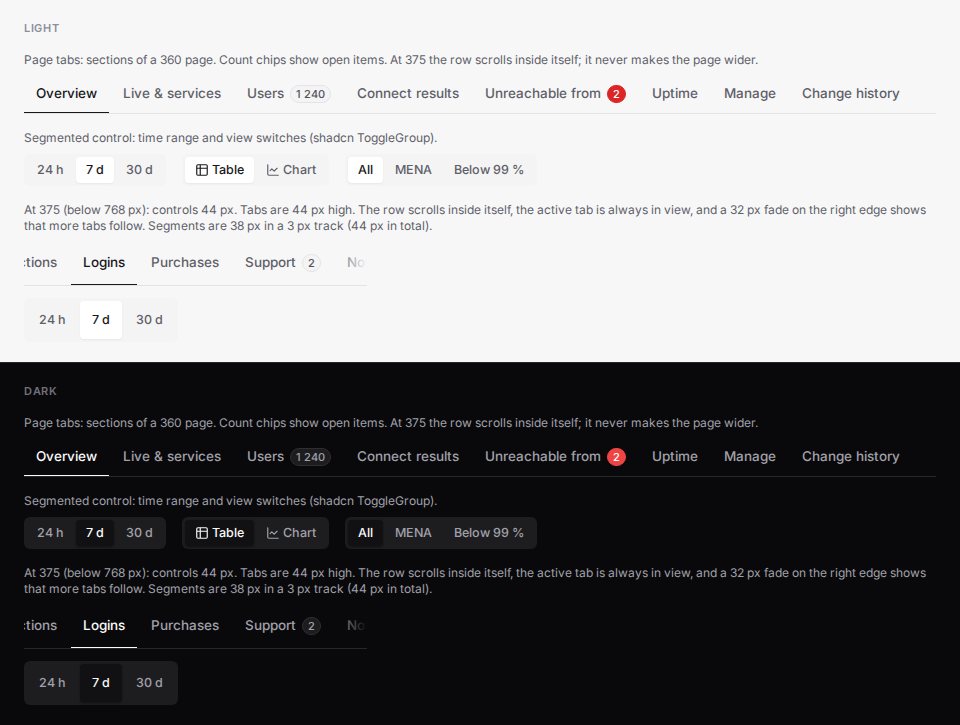 LIGHT
Page tabs: sections of a 360 page. Count chips show open items. At 375 the row scrolls inside itself; it never makes the page wider.
Overview Live & services Users 1 240 Connect results Unreachable from 2 Uptime Manage Change history
Segmented control: time range and view switches (shadcn ToggleGroup).
24 h 7 d 30 d Table Chart All MENA Below 99 %
At 375 (below 768 px): controls 44 px. Tabs are 44 px high. The row scrolls inside itself, the active tab is always in view, and a 32 px fade on the right edge shows
that more tabs follow. Segments are 38 px in a 3 px track (44 px in total).
ctions Logins Purchases Support 2 No
24 h 7 d 30 d
DARK
Page tabs: sections of a 360 page. Count chips show open items. At 375 the row scrolls inside itself; it never makes the page wider.
Overview Live & services Users 1 240 Connect results Unreachable from 2 Uptime Manage Change history
Segmented control: time range and view switches (shadcn ToggleGroup).
24 h 7 d 30 d Table Chart All MENA Below 99 %
At 375 (below 768 px): controls 44 px. Tabs are 44 px high. The row scrolls inside itself, the active tab is always in view, and a 32 px fade on the right edge shows
that more tabs follow. Segments are 38 px in a 3 px track (44 px in total).
ctions Logins Purchases Support 2 No
24 h 7 d 30 d